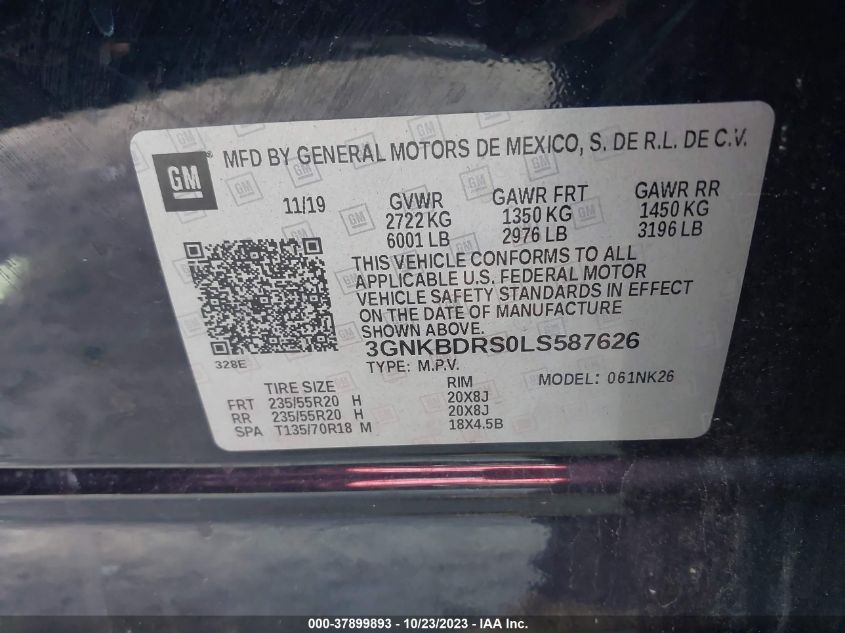 GM ® MFD BY GENERAL MOTORS DE MEXICO, S. DE R.L. DE C.V.
11/19 GVWR GAWR FRT GAWR RR
2722 KG 1350 KG 1450 KG
6001 LB 2976 LB 3196 LB
THIS VEHICLE CONFORMS TO ALL
APPLICABLE U.S. FEDERAL MOTOR
VEHICLE SAFETY STANDARDS IN EFFECT
ON THE DATE OF MANUFACTURE
SHOWN ABOVE.
3GNKBDRS0LS587626
328E TYPE: M.P.V.
TIRE SIZE RIM MODEL: 061NK26
FRT 235/55R20 H 20X8J
RR 235/55R20 H 20X8J
SPA T135/70R18 M 18X4.5B
000-37899893 - 10/23/2023 - IAAI Inc.